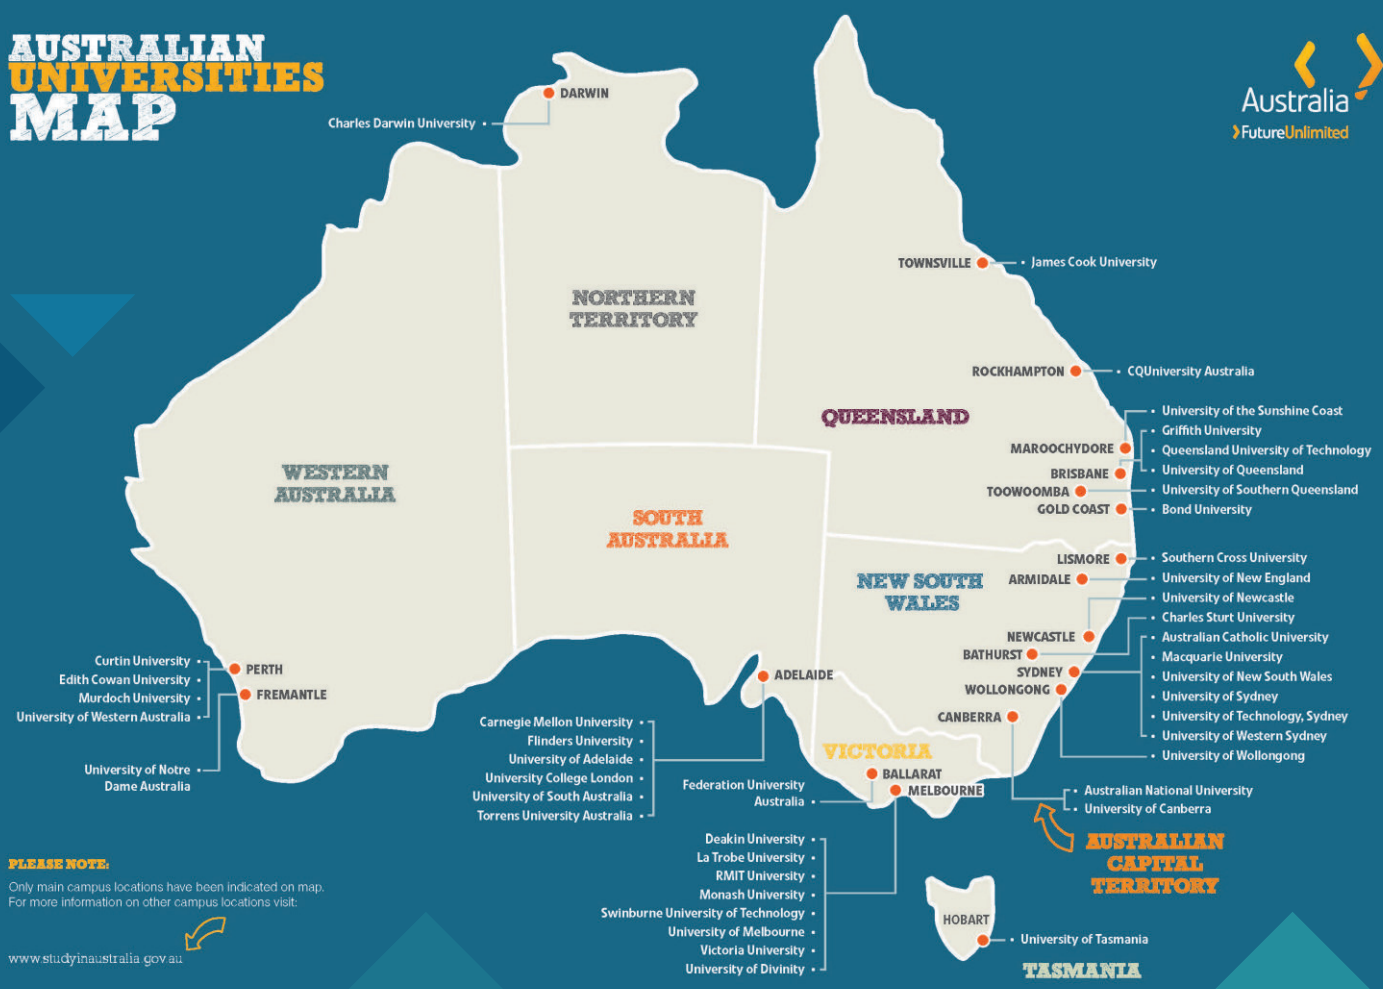 AUSTRALIAN
UNIVERSITIES
MAP
Australia
FutureUnlimited
DARWIN
Charles Darwin University
TOWNSVILLE
James Cook University
NORTHERN
TERRITORY
ROCKHAMPTON
CQUniversity Australia
QUEENSLAND
University of the Sunshine Coast
Griffith University
MAROOCHYDORE
Queensland University of Technology
BRISBANE
University of Queensland
TOOWOOMBA
University of Southern Queensland
GOLD COAST
Bond University
WESTERN
AUSTRALIA
SOUTH
AUSTRALIA
LISMORE
Southern Cross University
NEW SOUTH
WALES
ARMIDALE
University of New England
University of Newcastle
Charles Sturt University
NEWCASTLE
Australian Catholic University
BATHURST
Macquarie University
SYDNEY
University of New South Wales
WOLLONGONG
University of Sydney
CANBERRA
University of Technology, Sydney
University of Western Sydney
University of Wollongong
Curtin University
Edith Cowan University
Murdoch University
University of Western Australia
PERTH
FREMANTLE
University of Notre
Dame Australia
ADELAIDE
Carnegie Mellon University
Flinders University
University of Adelaide
University College London
University of South Australia
Torrens University Australia
VICTORIA
BALLARAT
MELBOURNE
Federation University
Australia
Australian National University
University of Canberra
AUSTRALIAN
CAPITAL
TERRITORY
Deakin University
La Trobe University
RMIT University
Monash University
Swinburne University of Technology
University of Melbourne
Victoria University
University of Divinity
HOBART
University of Tasmania
TASMANIA
PLEASE NOTE:
Only main campus locations have been indicated on map.
For more information on other campus locations visit:
www.studyinaustralia.gov.au